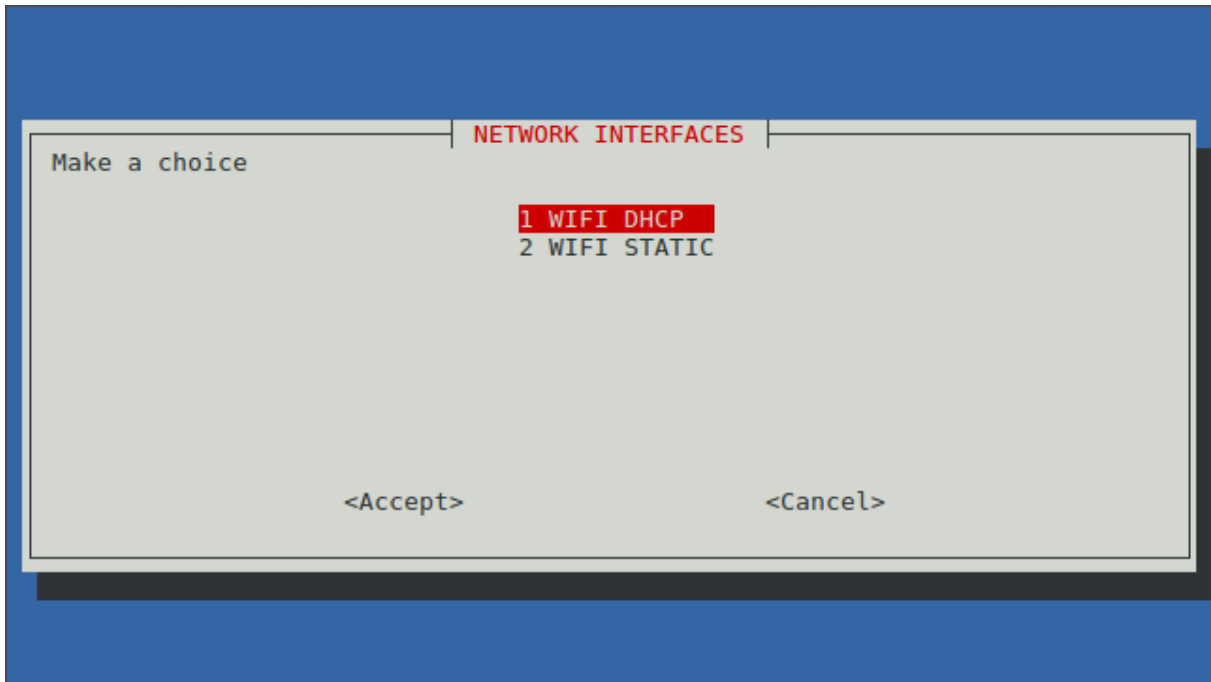 NETWORK INTERFACES
Make a choice
1 WIFI DHCP
2 WIFI STATIC
<Accept> <Cancel>